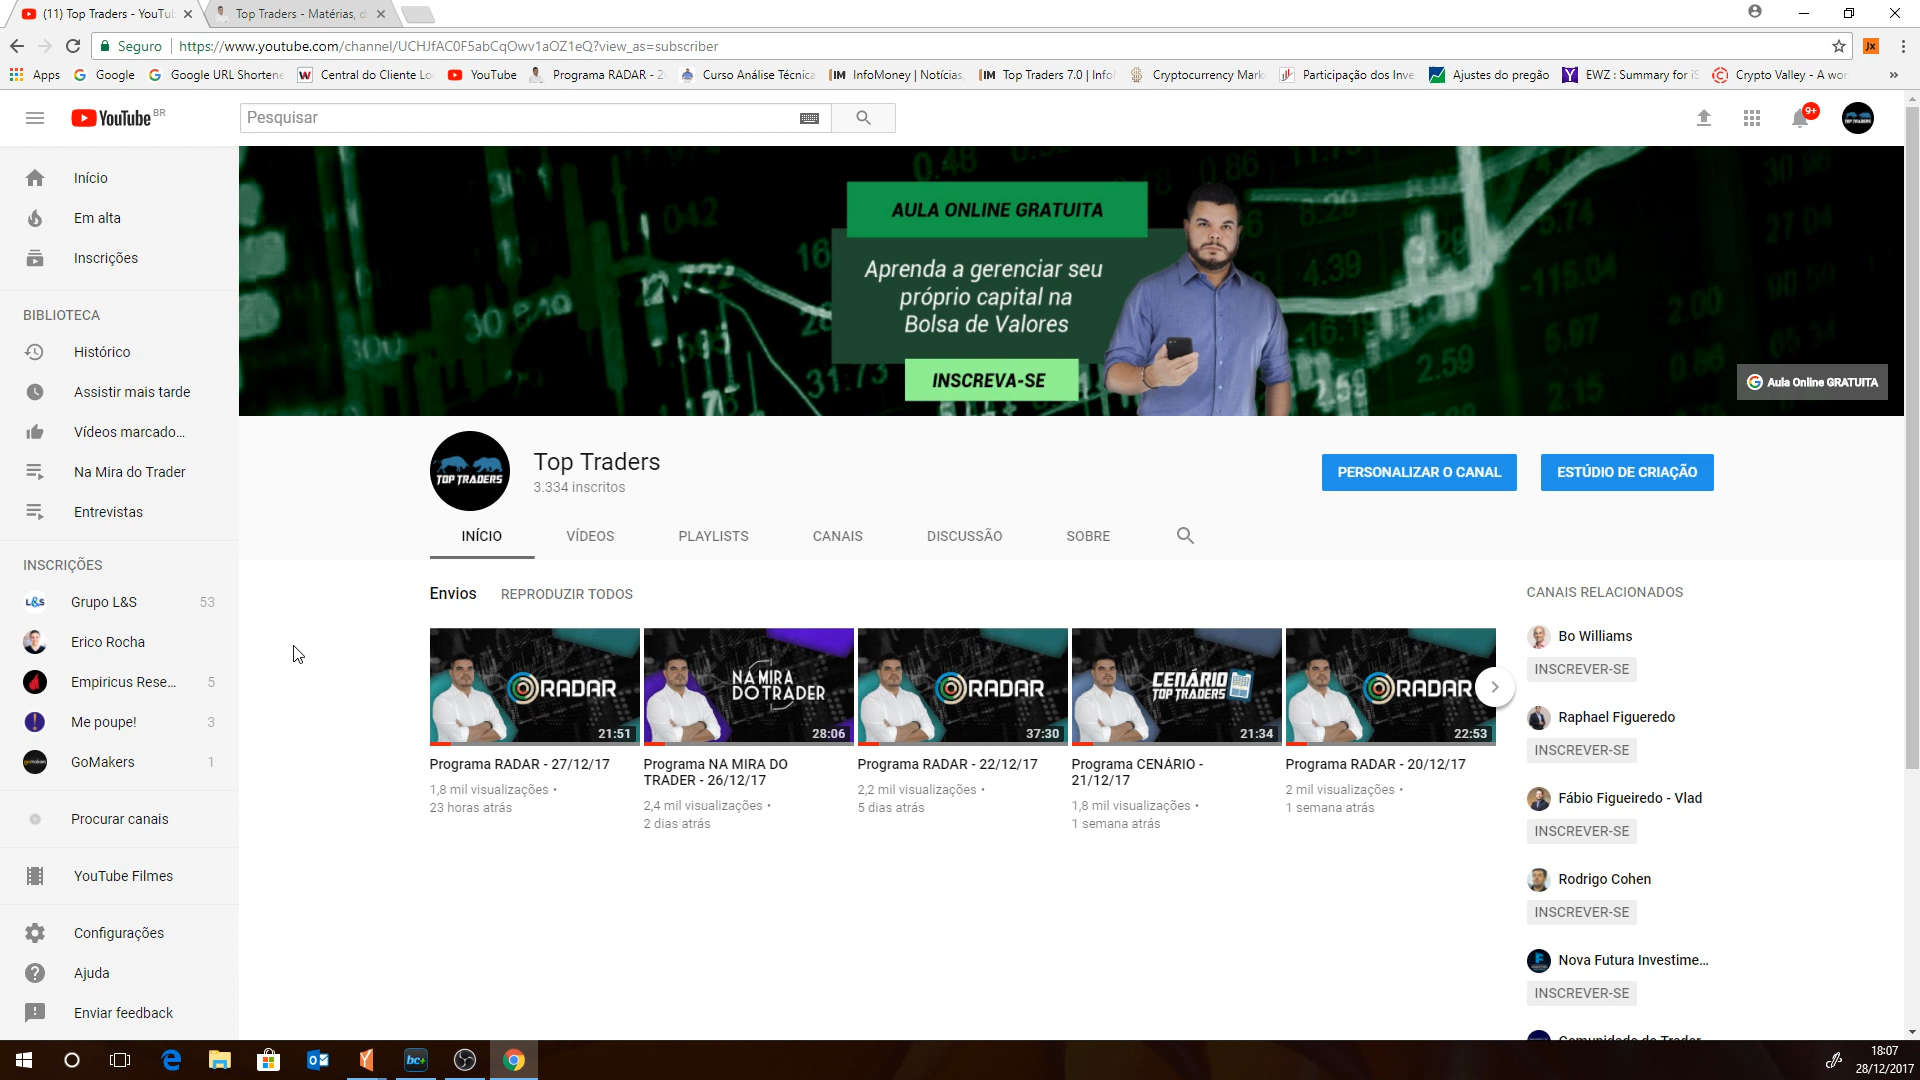 (11) Top Traders - YouTu
Top Traders - Matérias, d
Seguro
https://www.youtube.com/channel/UCHJfAC0F5abCqOwv1aOZ1eQ?view_as=subscriber
Apps
Google
Google URL Shortene
Central do Cliente Lo
YouTube
Programa RADAR - 2
Curso Análise Técnica
InfoMoney | Notícias,
Top Traders 7.0 | Info
Cryptocurrency Mark
Participação dos Inve
Ajustes do pregão
EWZ : Summary for iS
Crypto Valley - A wor
YouTube BR
Pesquisar
9+
Início
Em alta
Inscrições
BIBLIOTECA
Histórico
Assistir mais tarde
Vídeos marcado...
Na Mira do Trader
Entrevistas
INSCRIÇÕES
Grupo L&S 53
Erico Rocha
Empiricus Rese... 5
Me poupe! 3
GoMakers 1
Procurar canais
YouTube Filmes
Configurações
Ajuda
Enviar feedback
AULA ONLINE GRATUITA
Aprenda a gerenciar seu
próprio capital na
Bolsa de Valores
INSCREVA-SE
Aula Online GRATUITA
TOP TRADERS
Top Traders
3.334 inscritos
PERSONALIZAR O CANAL
ESTÚDIO DE CRIAÇÃO
INÍCIO
VÍDEOS
PLAYLISTS
CANAIS
DISCUSSÃO
SOBRE
Envios
REPRODUZIR TODOS
RADAR
21:51
Programa RADAR - 27/12/17
1,8 mil visualizações •
23 horas atrás
NA MIRA
DO TRADER
28:06
Programa NA MIRA DO
TRADER - 26/12/17
2,4 mil visualizações •
2 dias atrás
RADAR
37:30
Programa RADAR - 22/12/17
2,2 mil visualizações •
5 dias atrás
CENÁRIO
TOP TRADERS
21:34
Programa CENÁRIO -
21/12/17
1,8 mil visualizações •
1 semana atrás
RADAR
22:53
Programa RADAR - 20/12/17
2 mil visualizações •
1 semana atrás
CANAIS RELACIONADOS
Bo Williams
INSCREVER-SE
Raphael Figueredo
INSCREVER-SE
Fábio Figueiredo - Vlad
INSCREVER-SE
Rodrigo Cohen
INSCREVER-SE
Nova Futura Investime...
INSCREVER-SE
Comunidade do Trader
18:07
28/12/2017